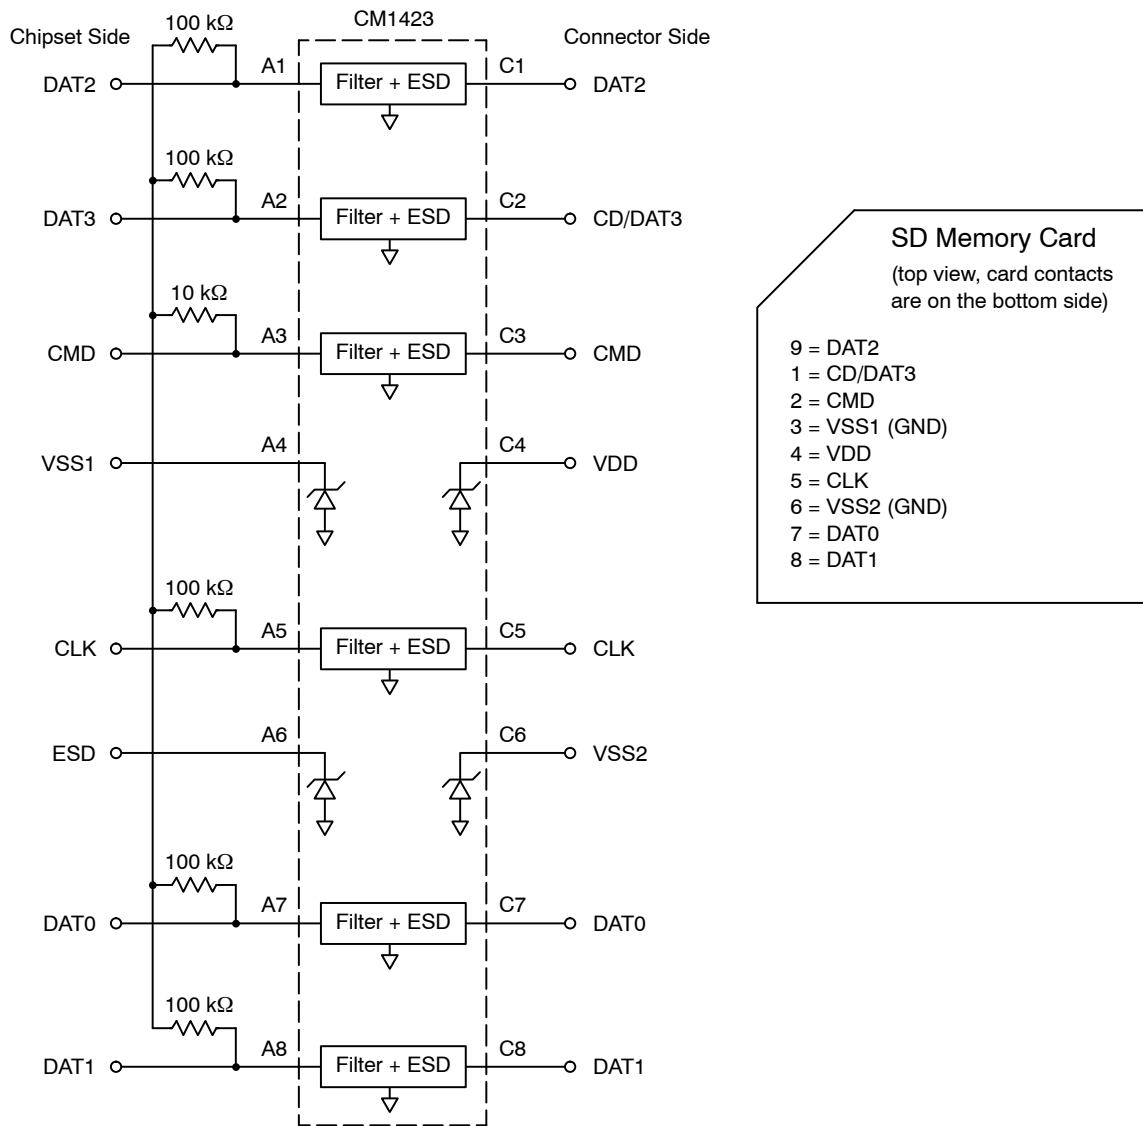 CM1423
Chipset Side
Connector Side
100 kΩ
DAT2 A1 Filter + ESD C1 DAT2
100 kΩ
DAT3 A2 Filter + ESD C2 CD/DAT3
10 kΩ
CMD A3 Filter + ESD C3 CMD
VSS1 A4 C4 VDD
100 kΩ
CLK A5 Filter + ESD C5 CLK
ESD A6 C6 VSS2
100 kΩ
DAT0 A7 Filter + ESD C7 DAT0
100 kΩ
DAT1 A8 Filter + ESD C8 DAT1
SD Memory Card
(top view, card contacts
are on the bottom side)
9 = DAT2
1 = CD/DAT3
2 = CMD
3 = VSS1 (GND)
4 = VDD
5 = CLK
6 = VSS2 (GND)
7 = DAT0
8 = DAT1